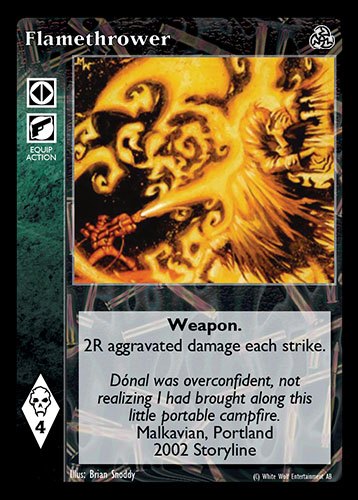 Flamethrower
EQUIP
ACTION
MW
Weapon.
2R aggravated damage each strike.
Dónal was overconfident, not
realizing I had brought along this
little portable campfire.
Malkavian, Portland
2002 Storyline
4
Illus: Brian Snoddy
(C) White Wolf Entertainment AB